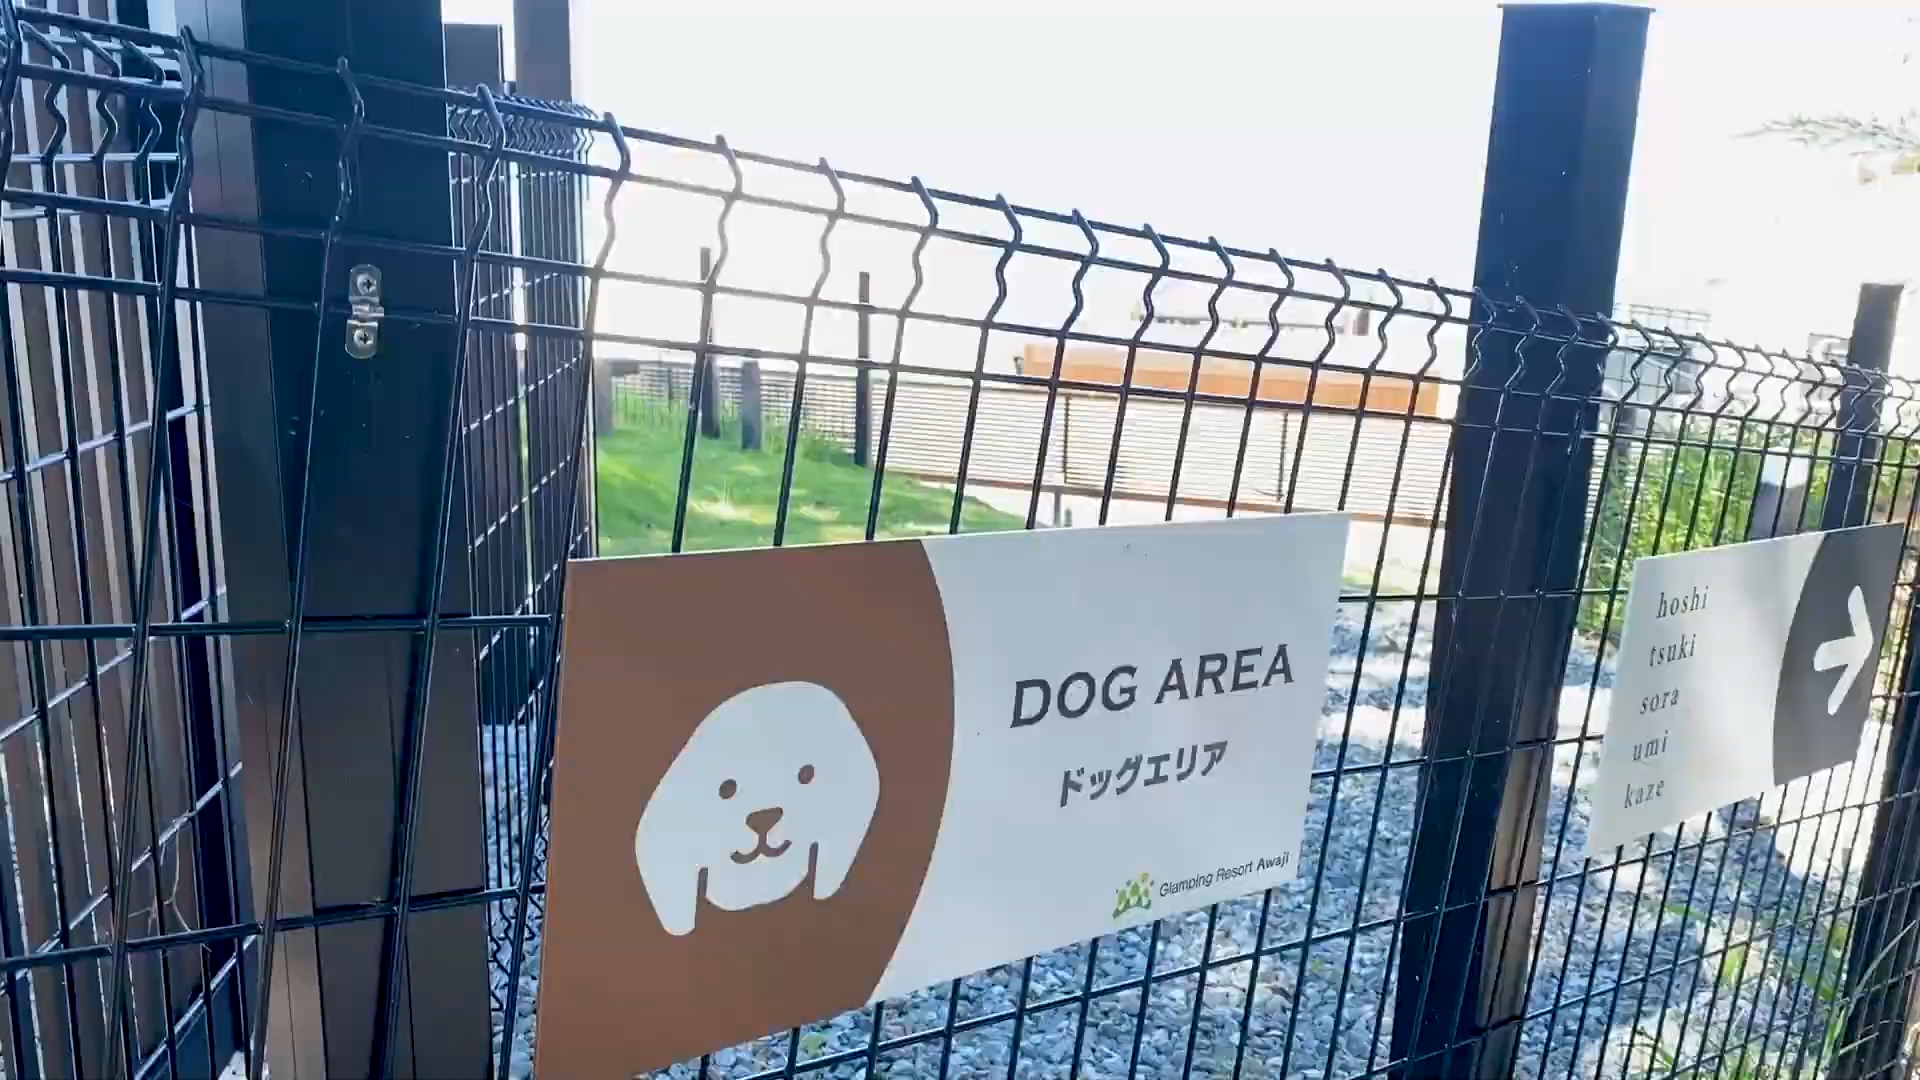 DOG AREA
ドッグエリア
Glamping Resort Awaji
hoshi
tsuki
sora
umi
kaze